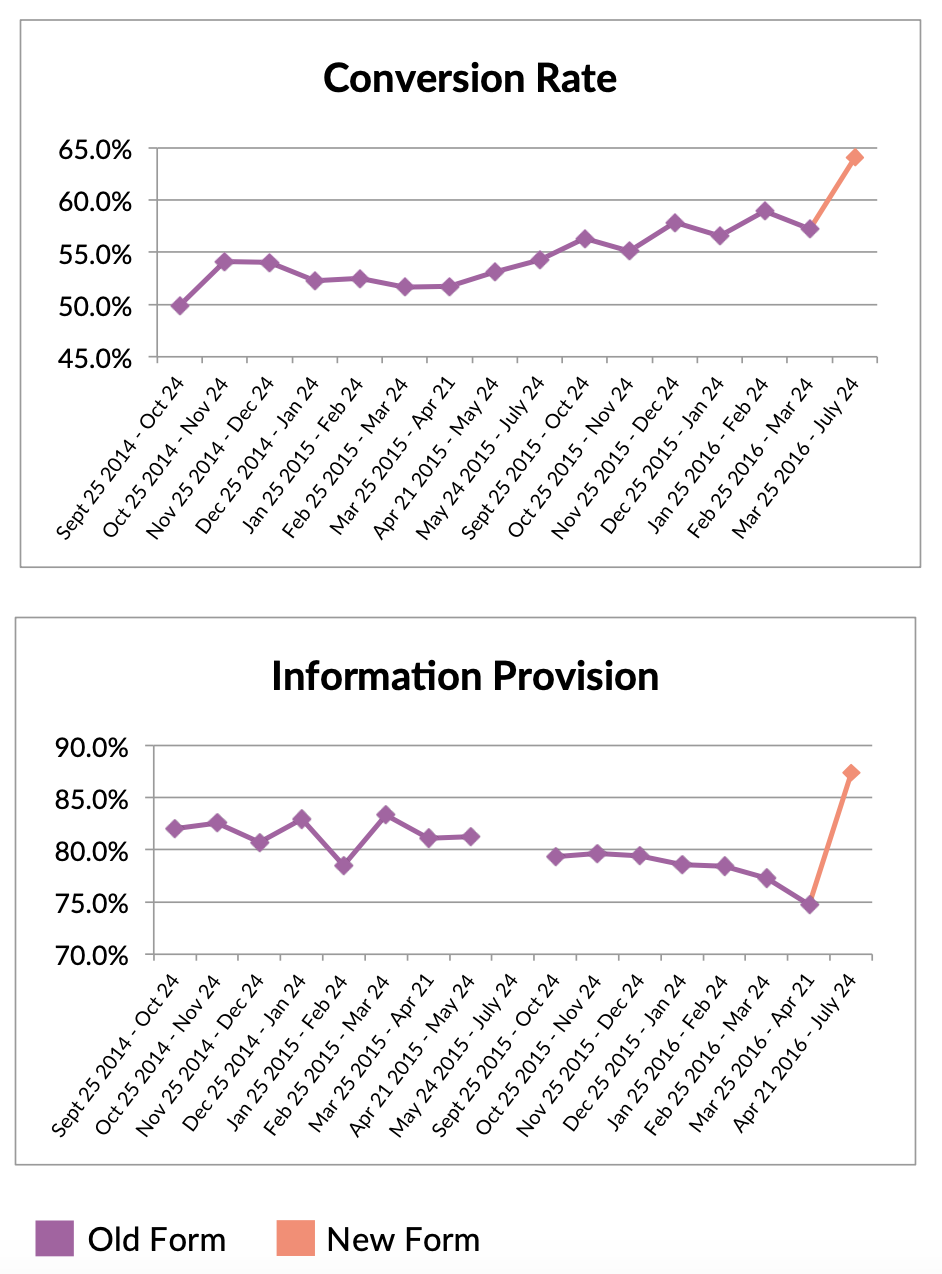 Conversion Rate
65.0%
60.0%
55.0%
50.0%
45.0%
Sept 25 2014 - Oct 24
Oct 25 2014 - Nov 24
Nov 25 2014 - Dec 24
Dec 25 2014 - Jan 24
Jan 25 2015 - Feb 24
Feb 25 2015 - Mar 24
Mar 25 2015 - Apr 21
Apr 21 2015 - May 24
May 24 2015 - July 24
Sept 25 2015 - Oct 24
Oct 25 2015 - Nov 24
Nov 25 2015 - Dec 24
Dec 25 2015 - Jan 24
Jan 25 2016 - Feb 24
Feb 25 2016 - Mar 24
Mar 25 2016 - July 24
Information Provision
90.0%
85.0%
80.0%
75.0%
70.0%
Sept 25 2014 - Oct 24
Oct 25 2014 - Nov 24
Nov 25 2014 - Dec 24
Dec 25 2014 - Jan 24
Jan 25 2015 - Feb 24
Feb 25 2015 - Mar 24
Mar 25 2015 - Apr 21
Apr 21 2015 - May 24
May 24 2015 - July 24
Sept 25 2015 - Oct 24
Oct 25 2015 - Nov 24
Nov 25 2015 - Dec 24
Dec 25 2015 - Jan 24
Jan 25 2016 - Feb 24
Feb 25 2016 - Mar 24
Mar 25 2016 - Apr 21
Apr 21 2016 - July 24
Old Form
New Form